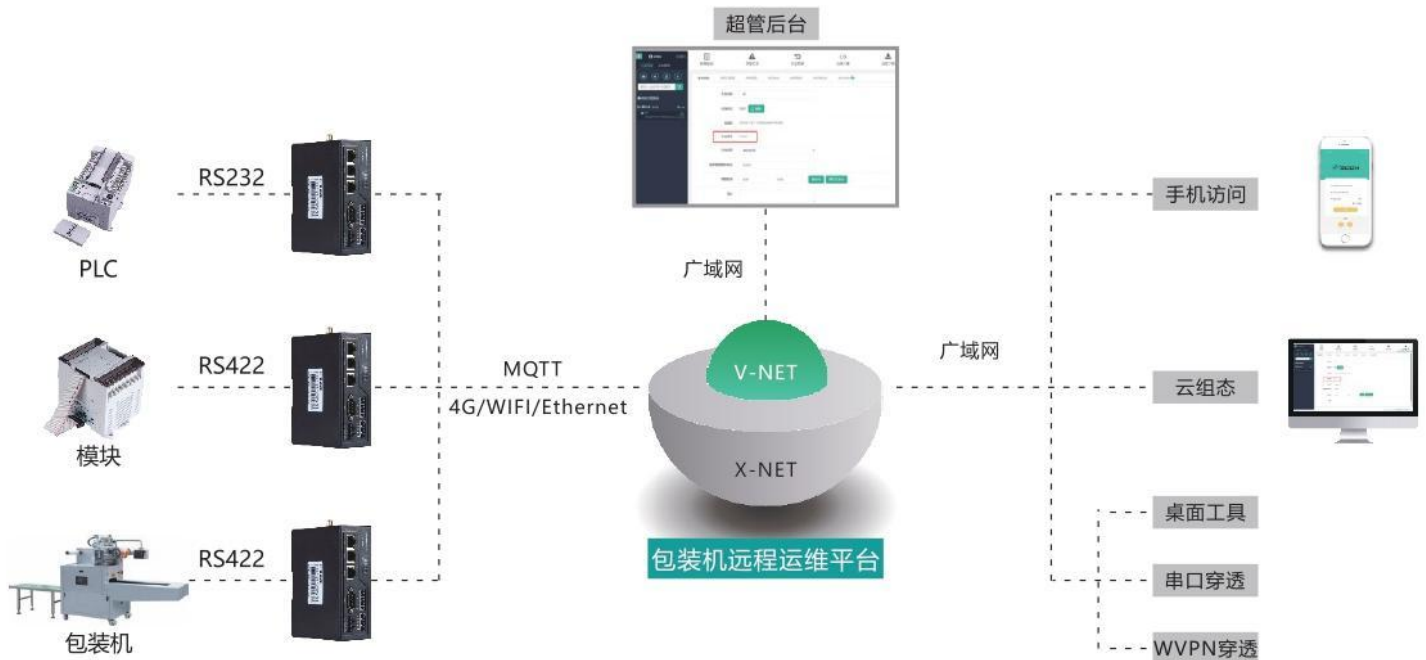 超管后台
RS232
PLC
手机访问
广域网
RS422
模块
MQTT
4G/WIFI/Ethernet
V-NET
X-NET
广域网
云组态
包装机远程运维平台
RS422
包装机
桌面工具
串口穿透
WVPN穿透